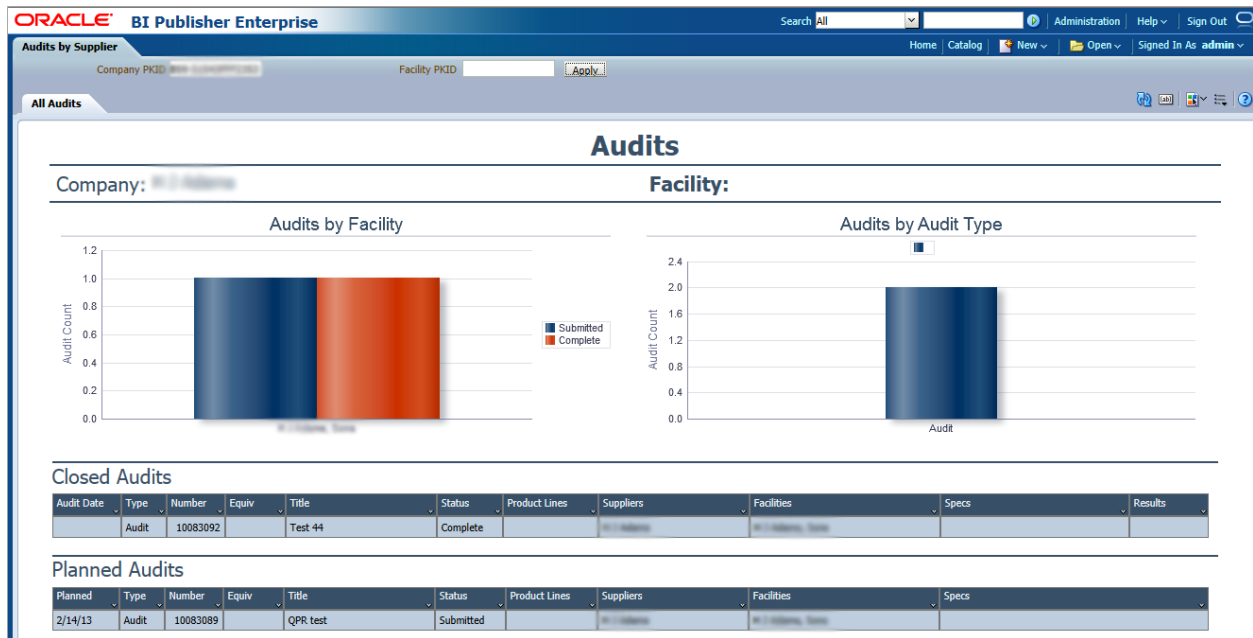 ORACLE BI Publisher Enterprise Search All Administration Help Sign Out
Audits by Supplier Home Catalog New Open Signed In As admin
Company PKID Facility PKID Apply
All Audits
Audits
Company: Facility:
Audits by Facility
1.2
1.0
0.8
0.6
0.4
0.2
0.0
Audit Count
Submitted
Complete
Audits by Audit Type
2.4
2.0
1.6
1.2
0.8
0.4
0.0
Audit Count
Audit
Closed Audits
Audit Date Type Number Equiv Title Status Product Lines Suppliers Facilities Specs Results
Audit 10083092 Test 44 Complete
Planned Audits
Planned Type Number Equiv Title Status Product Lines Suppliers Facilities Specs
2/14/13 Audit 10083089 QPR test Submitted